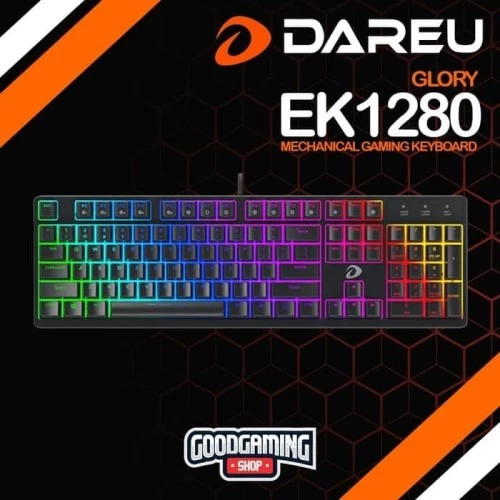 DAREU
GLORY
EK1280
MECHANICAL GAMING KEYBOARD
GOODGAMING
SHOP